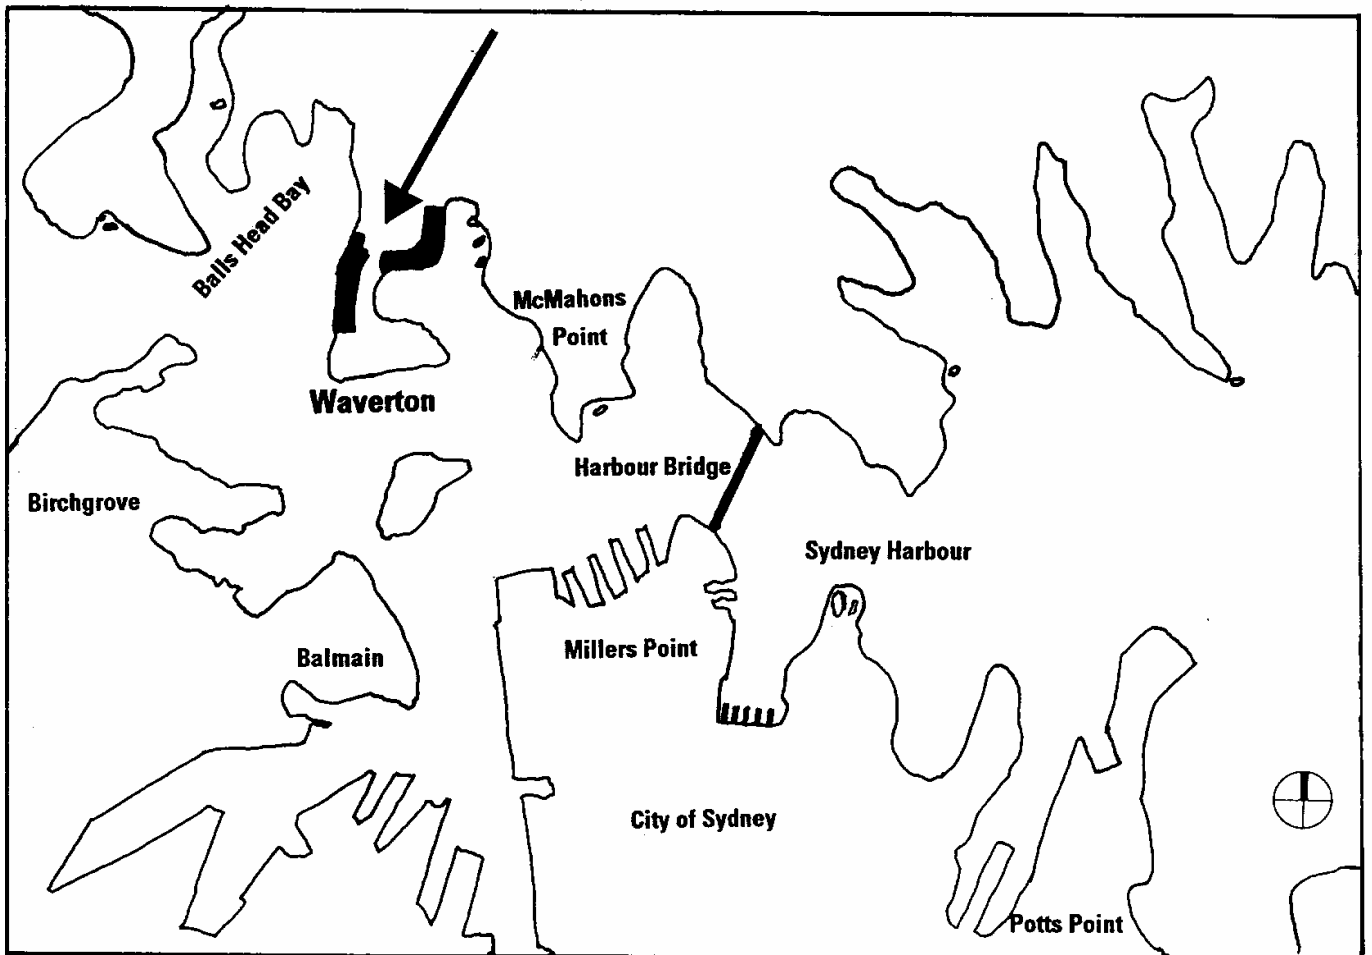 Balls Head Bay
McMahons
Point
Waverton
Harbour Bridge
Birchgrove
Sydney Harbour
Millers Point
Balmain
City of Sydney
Potts Point